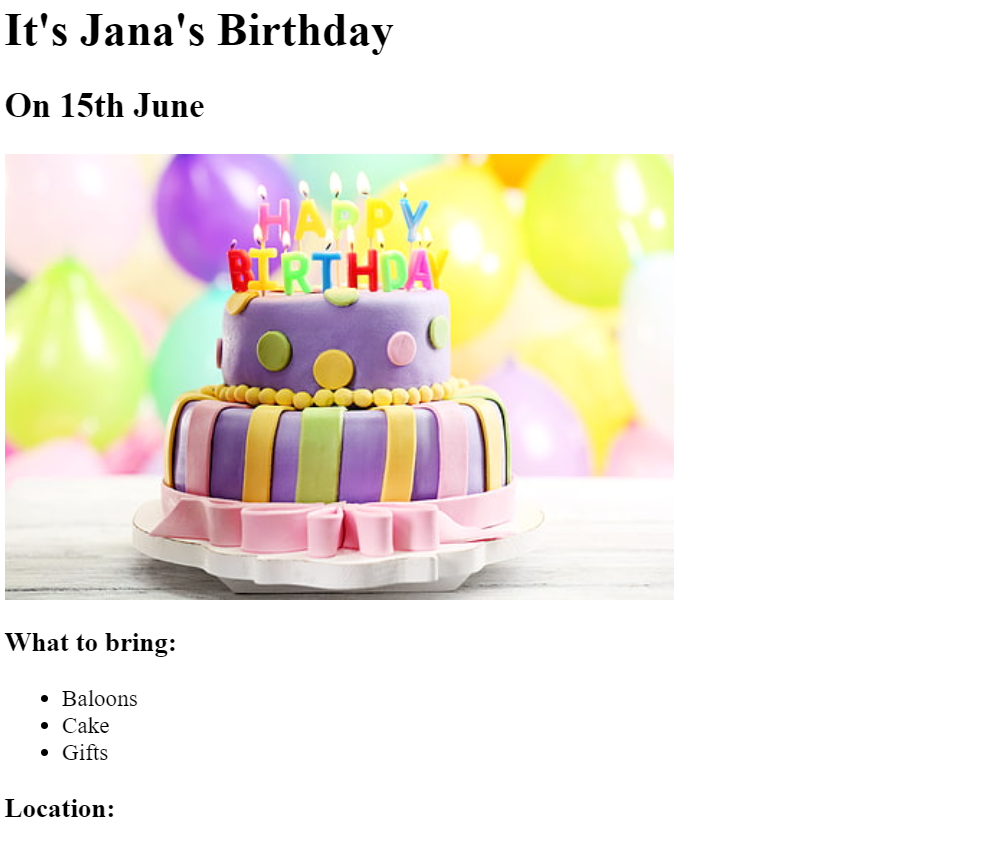 It's Jana's Birthday
On 15th June
HAPPY
BIRTHDAY
What to bring:
Baloons
Cake
Gifts
Location: